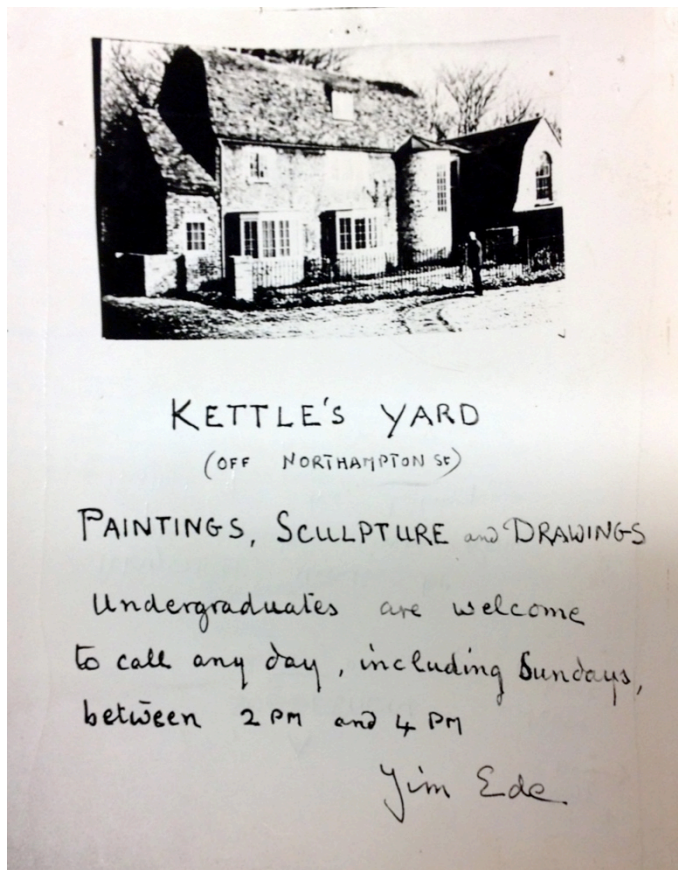 KETTLE'S YARD
(OFF NORTHAMPTON ST)
PAINTINGS, SCULPTURE and DRAWINGS
Undergraduates are welcome
to call any day, including Sundays,
between 2 PM and 4 PM
Jim Ede